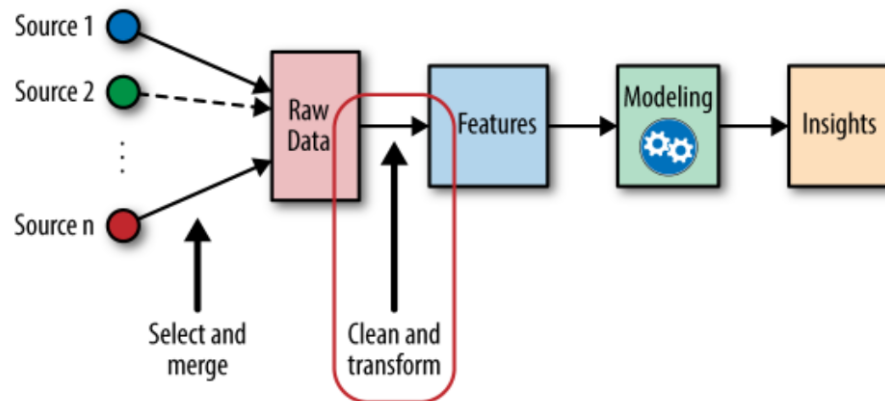 Source 1
Source 2
Source n
Select and
merge
Raw
Data
Clean and
transform
Features
Modeling
Insights